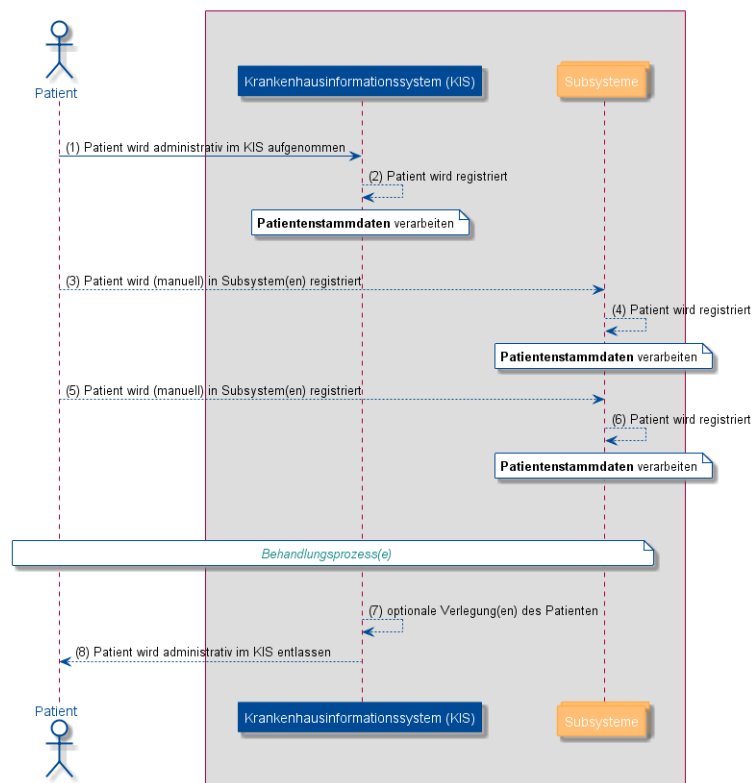 Patient
Krankenhausinformationssystem (KIS)
Subsysteme
(1) Patient wird administrativ im KIS aufgenommen
(2) Patient wird registriert
Patientenstammdaten verarbeiten
(3) Patient wird (manuell) in Subsystem(en) registriert
(4) Patient wird registriert
Patientenstammdaten verarbeiten
(5) Patient wird (manuell) in Subsystem(en) registriert
(6) Patient wird registriert
Patientenstammdaten verarbeiten
Behandlungsprozess(e)
(7) optionale Verlegung(en) des Patienten
(8) Patient wird administrativ im KIS entlassen
Patient
Krankenhausinformationssystem (KIS)
Subsysteme